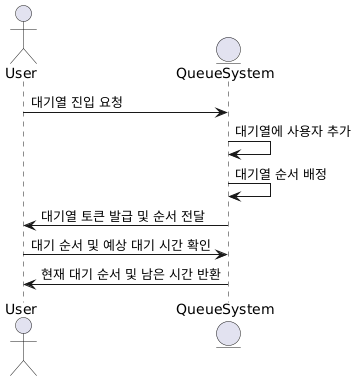 User
QueueSystem
대기열 진입 요청
대기열에 사용자 추가
대기열 순서 배정
대기열 토큰 발급 및 순서 전달
대기 순서 및 예상 대기 시간 확인
현재 대기 순서 및 남은 시간 반환
User
QueueSystem